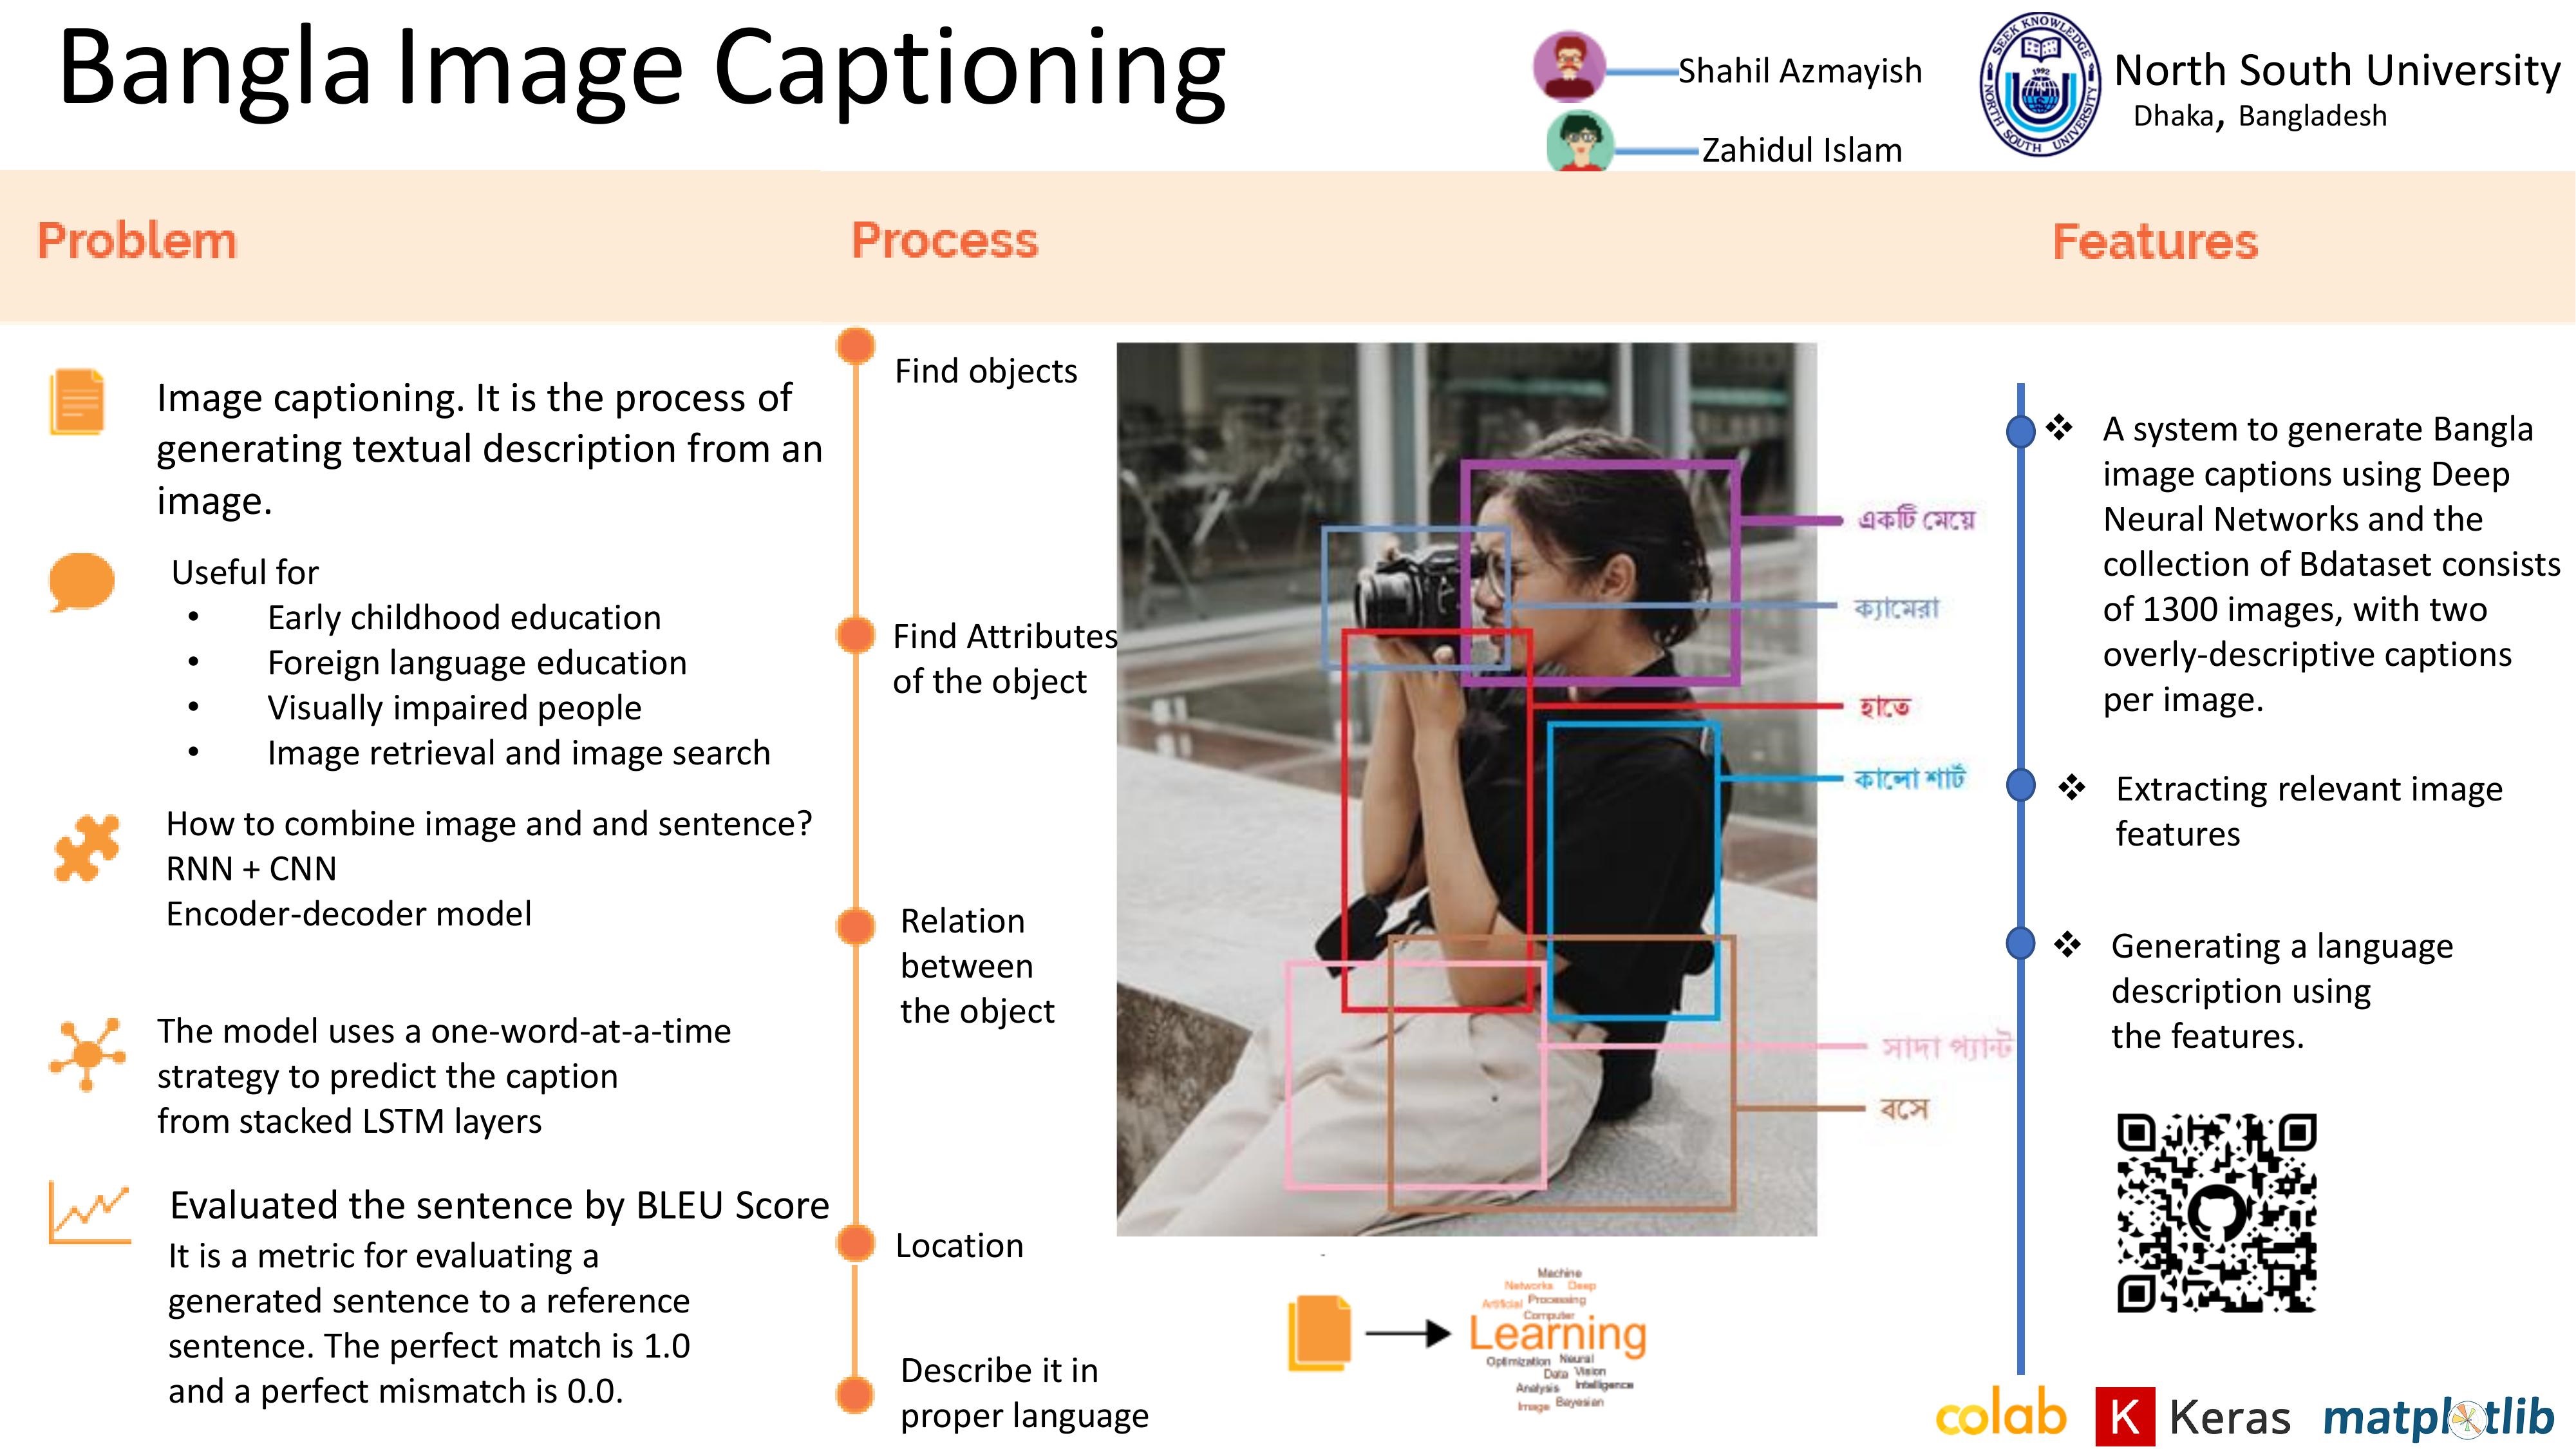 Bangla Image Captioning
Shahil Azmayish
Zahidul Islam
SEEK KNOWLEDGE
1992
NORTH SOUTH UNIVERSITY
North South University
Dhaka, Bangladesh
Problem
Process
Features
Image captioning. It is the process of
generating textual description from an
image.
Useful for
• Early childhood education
• Foreign language education
• Visually impaired people
• Image retrieval and image search
How to combine image and and sentence?
RNN + CNN
Encoder-decoder model
The model uses a one-word-at-a-time
strategy to predict the caption
from stacked LSTM layers
Evaluated the sentence by BLEU Score
It is a metric for evaluating a
generated sentence to a reference
sentence. The perfect match is 1.0
and a perfect mismatch is 0.0.
Find objects
Find Attributes
of the object
Relation
between
the object
Location
Describe it in
proper language
একটি মেয়ে
ক্যামেরা
হাতে
কালো শার্ট
সাদা প্যান্ট
বসে
Machine
Networks Deep
Artificial Processing
Computer
Learning
Optimization Neural
Data Vision
Analysis Intelligence
Image Bayesian
❖ A system to generate Bangla
image captions using Deep
Neural Networks and the
collection of Bdataset consists
of 1300 images, with two
overly-descriptive captions
per image.
❖ Extracting relevant image
features
❖ Generating a language
description using
the features.
colab
K Keras
matplotlib